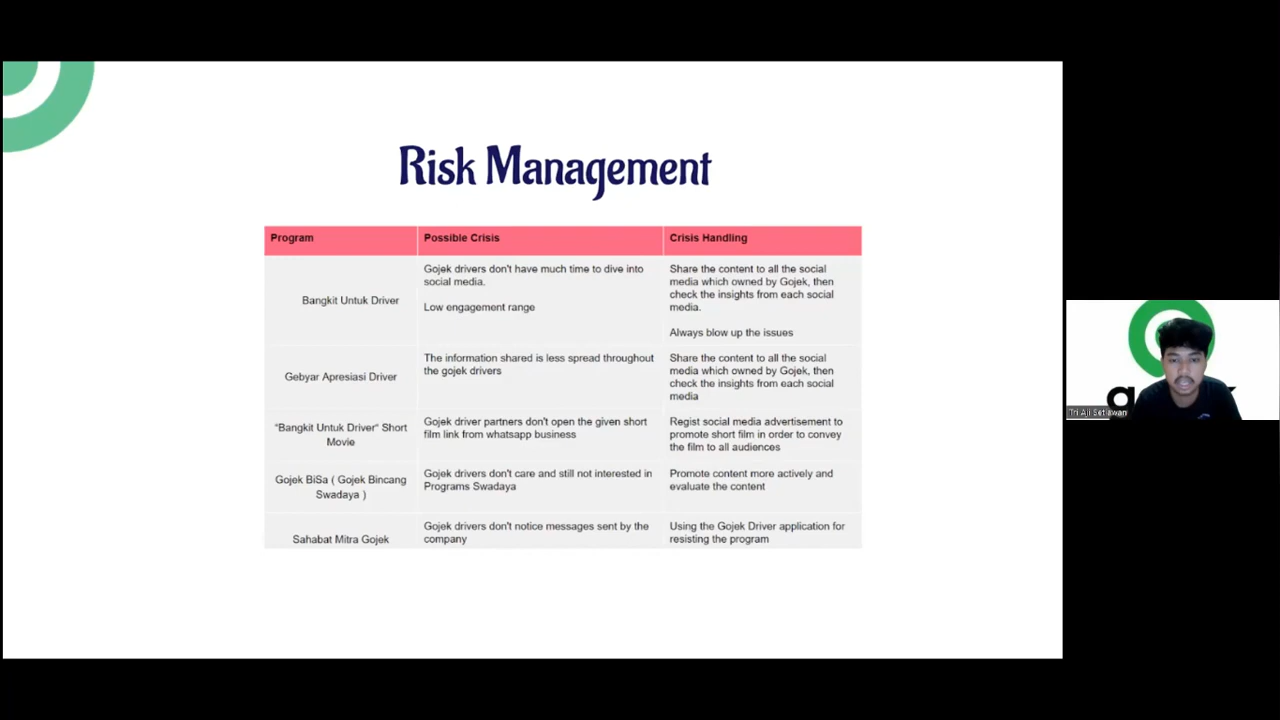 Risk Management
Program
Possible Crisis
Crisis Handling
Bangkit Untuk Driver
Gojek drivers don't have much time to dive into
social media.
Low engagement range
Share the content to all the social
media which owned by Gojek, then
check the insights from each social
media.
Always blow up the issues
Gebyar Apresiasi Driver
The information shared is less spread throughout
the gojek drivers
Share the content to all the social
media which owned by Gojek, then
check the insights from each social
media
"Bangkit Untuk Driver" Short
Movie
Gojek driver partners don't open the given short
film link from whatsapp business
Regist social media advertisement to
promote short film in order to convey
the film to all audiences
Gojek BiSa ( Gojek Bincang
Swadaya )
Gojek drivers don't care and still not interested in
Programs Swadaya
Promote content more actively and
evaluate the content
Sahabat Mitra Gojek
Gojek drivers don't notice messages sent by the
company
Using the Gojek Driver application for
resisting the program
Tri Aji Setiawan